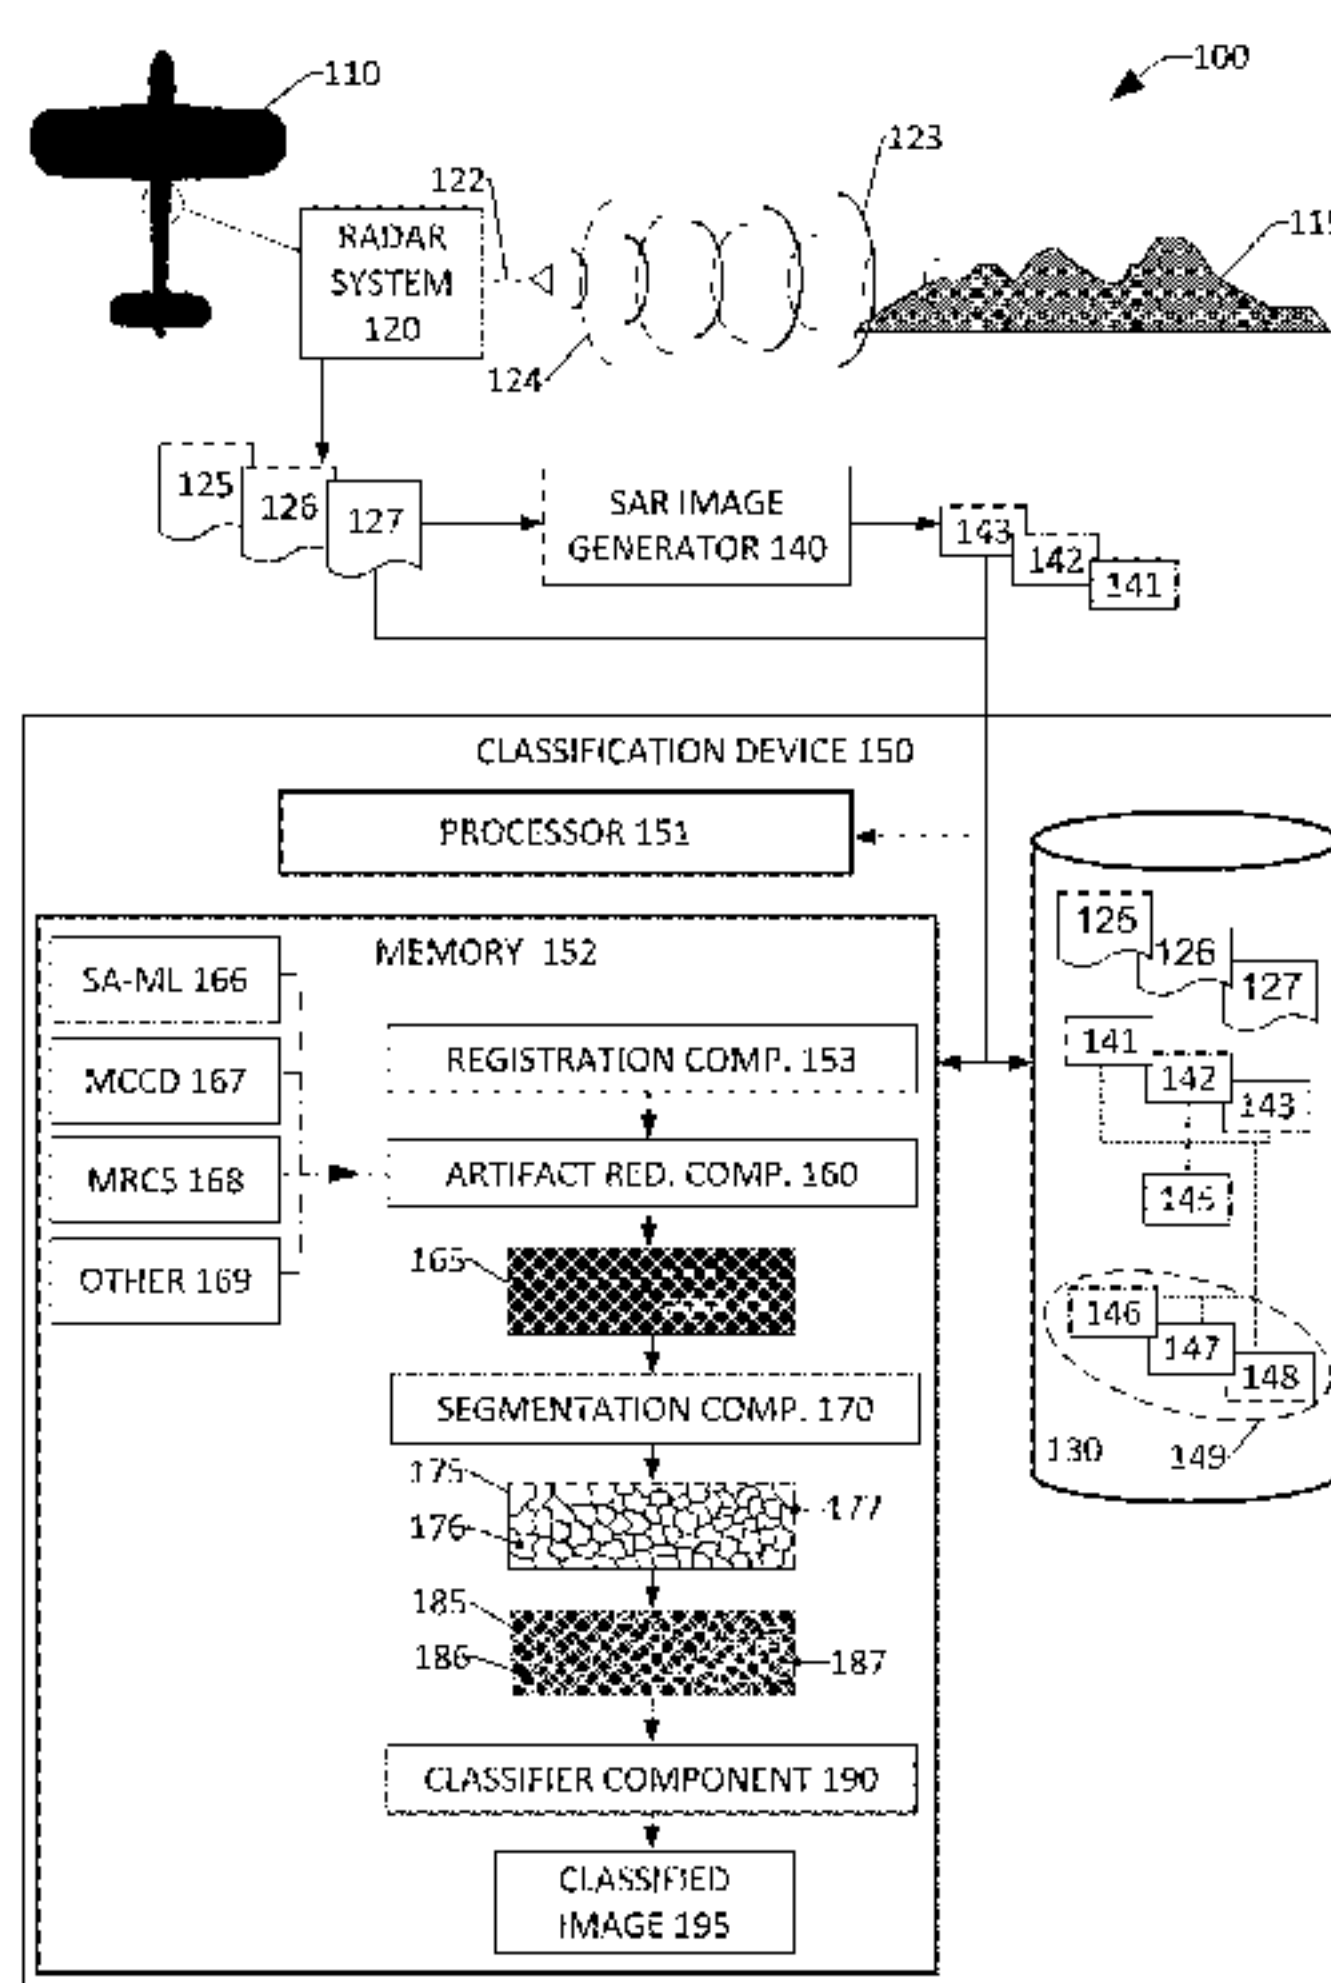 110
100
123
122
115
RADAR
SYSTEM
120
124
125
126
127
SAR IMAGE
GENERATOR 140
143
142
141
CLASSIFICATION DEVICE 150
PROCESSOR 151
MEMORY 152
SA-ML 166
MCCD 167
MRCS 168
OTHER 169
REGISTRATION COMP. 153
ARTIFACT RED. COMP. 160
165
SEGMENTATION COMP. 170
175
176
177
185
186
187
CLASSIFIER COMPONENT 190
CLASSIFIED
IMAGE 195
125
126
127
141
142
143
145
146
147
148
130
149